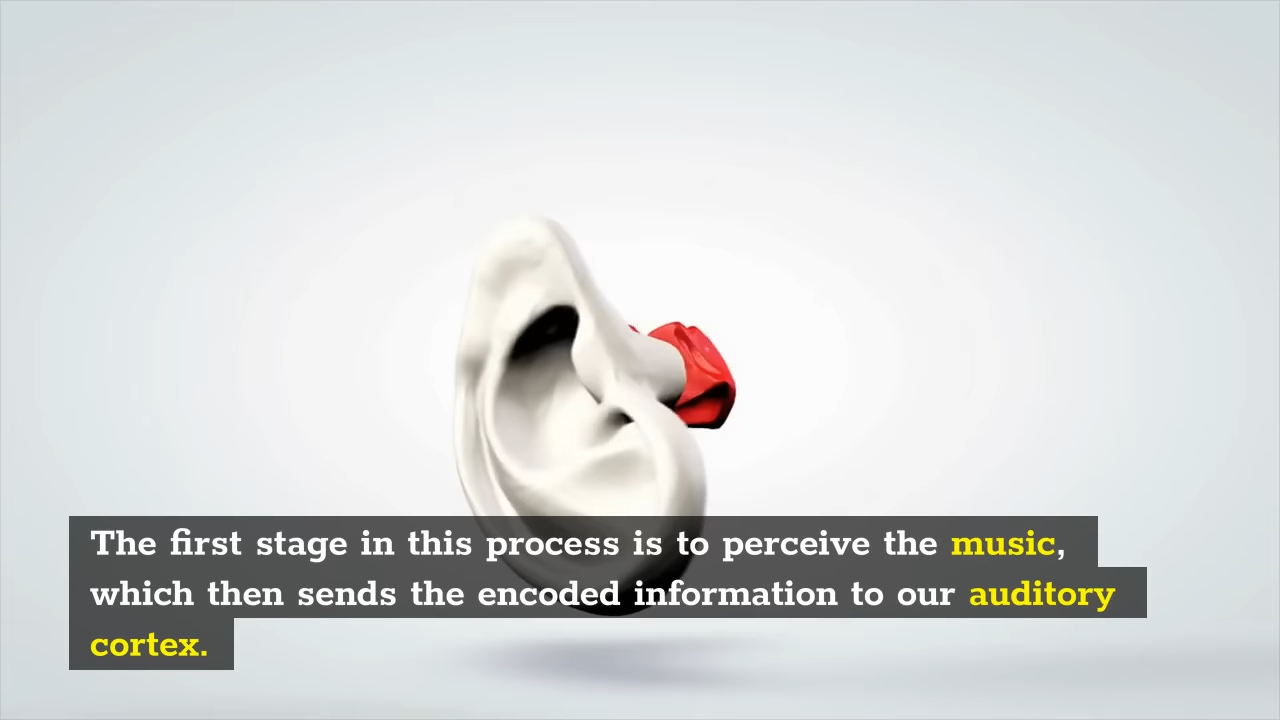 The first stage in this process is to perceive the music,
which then sends the encoded information to our auditory
cortex.